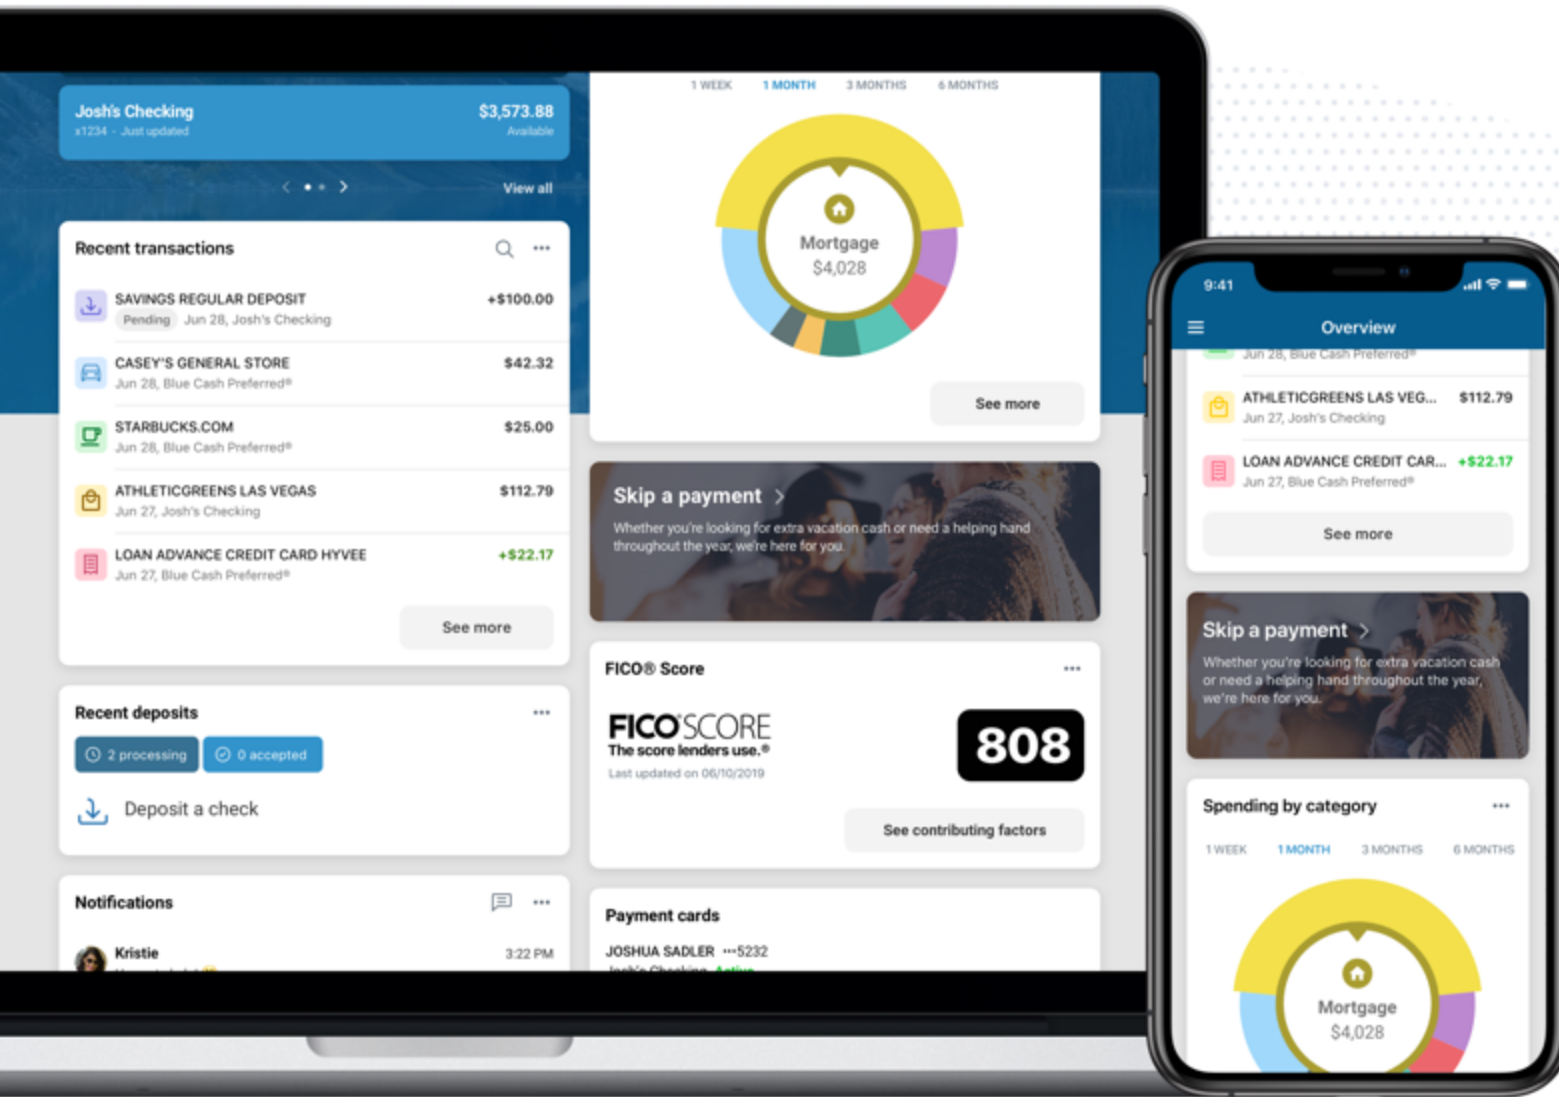 Josh's Checking
$3,573.88
x1234 - Just updated
Available
View all
Recent transactions
SAVINGS REGULAR DEPOSIT
+$100.00
Pending Jun 28, Josh's Checking
CASEY'S GENERAL STORE
$42.32
Jun 28, Blue Cash Preferred®
STARBUCKS.COM
$25.00
Jun 28, Blue Cash Preferred®
ATHLETICGREENS LAS VEGAS
$112.79
Jun 27, Josh's Checking
LOAN ADVANCE CREDIT CARD HYVEE
+$22.17
Jun 27, Blue Cash Preferred®
See more
Recent deposits
2 processing
0 accepted
Deposit a check
Notifications
Kristie
3:22 PM
1 WEEK 1 MONTH 3 MONTHS 6 MONTHS
Mortgage
$4,028
See more
Skip a payment
Whether you're looking for extra vacation cash or need a helping hand
throughout the year, we're here for you.
FICO® Score
FICO® SCORE
The score lenders use.®
Last updated on 06/10/2019
808
See contributing factors
Payment cards
JOSHUA SADLER ···5232
Josh's Checking Active
9:41
Overview
Jun 28, Blue Cash Preferred®
ATHLETICGREENS LAS VEG...
$112.79
Jun 27, Josh's Checking
LOAN ADVANCE CREDIT CAR...
+$22.17
Jun 27, Blue Cash Preferred®
See more
Skip a payment
Whether you're looking for extra vacation cash
or need a helping hand throughout the year,
we're here for you.
Spending by category
1 WEEK 1 MONTH 3 MONTHS 6 MONTHS
Mortgage
$4,028